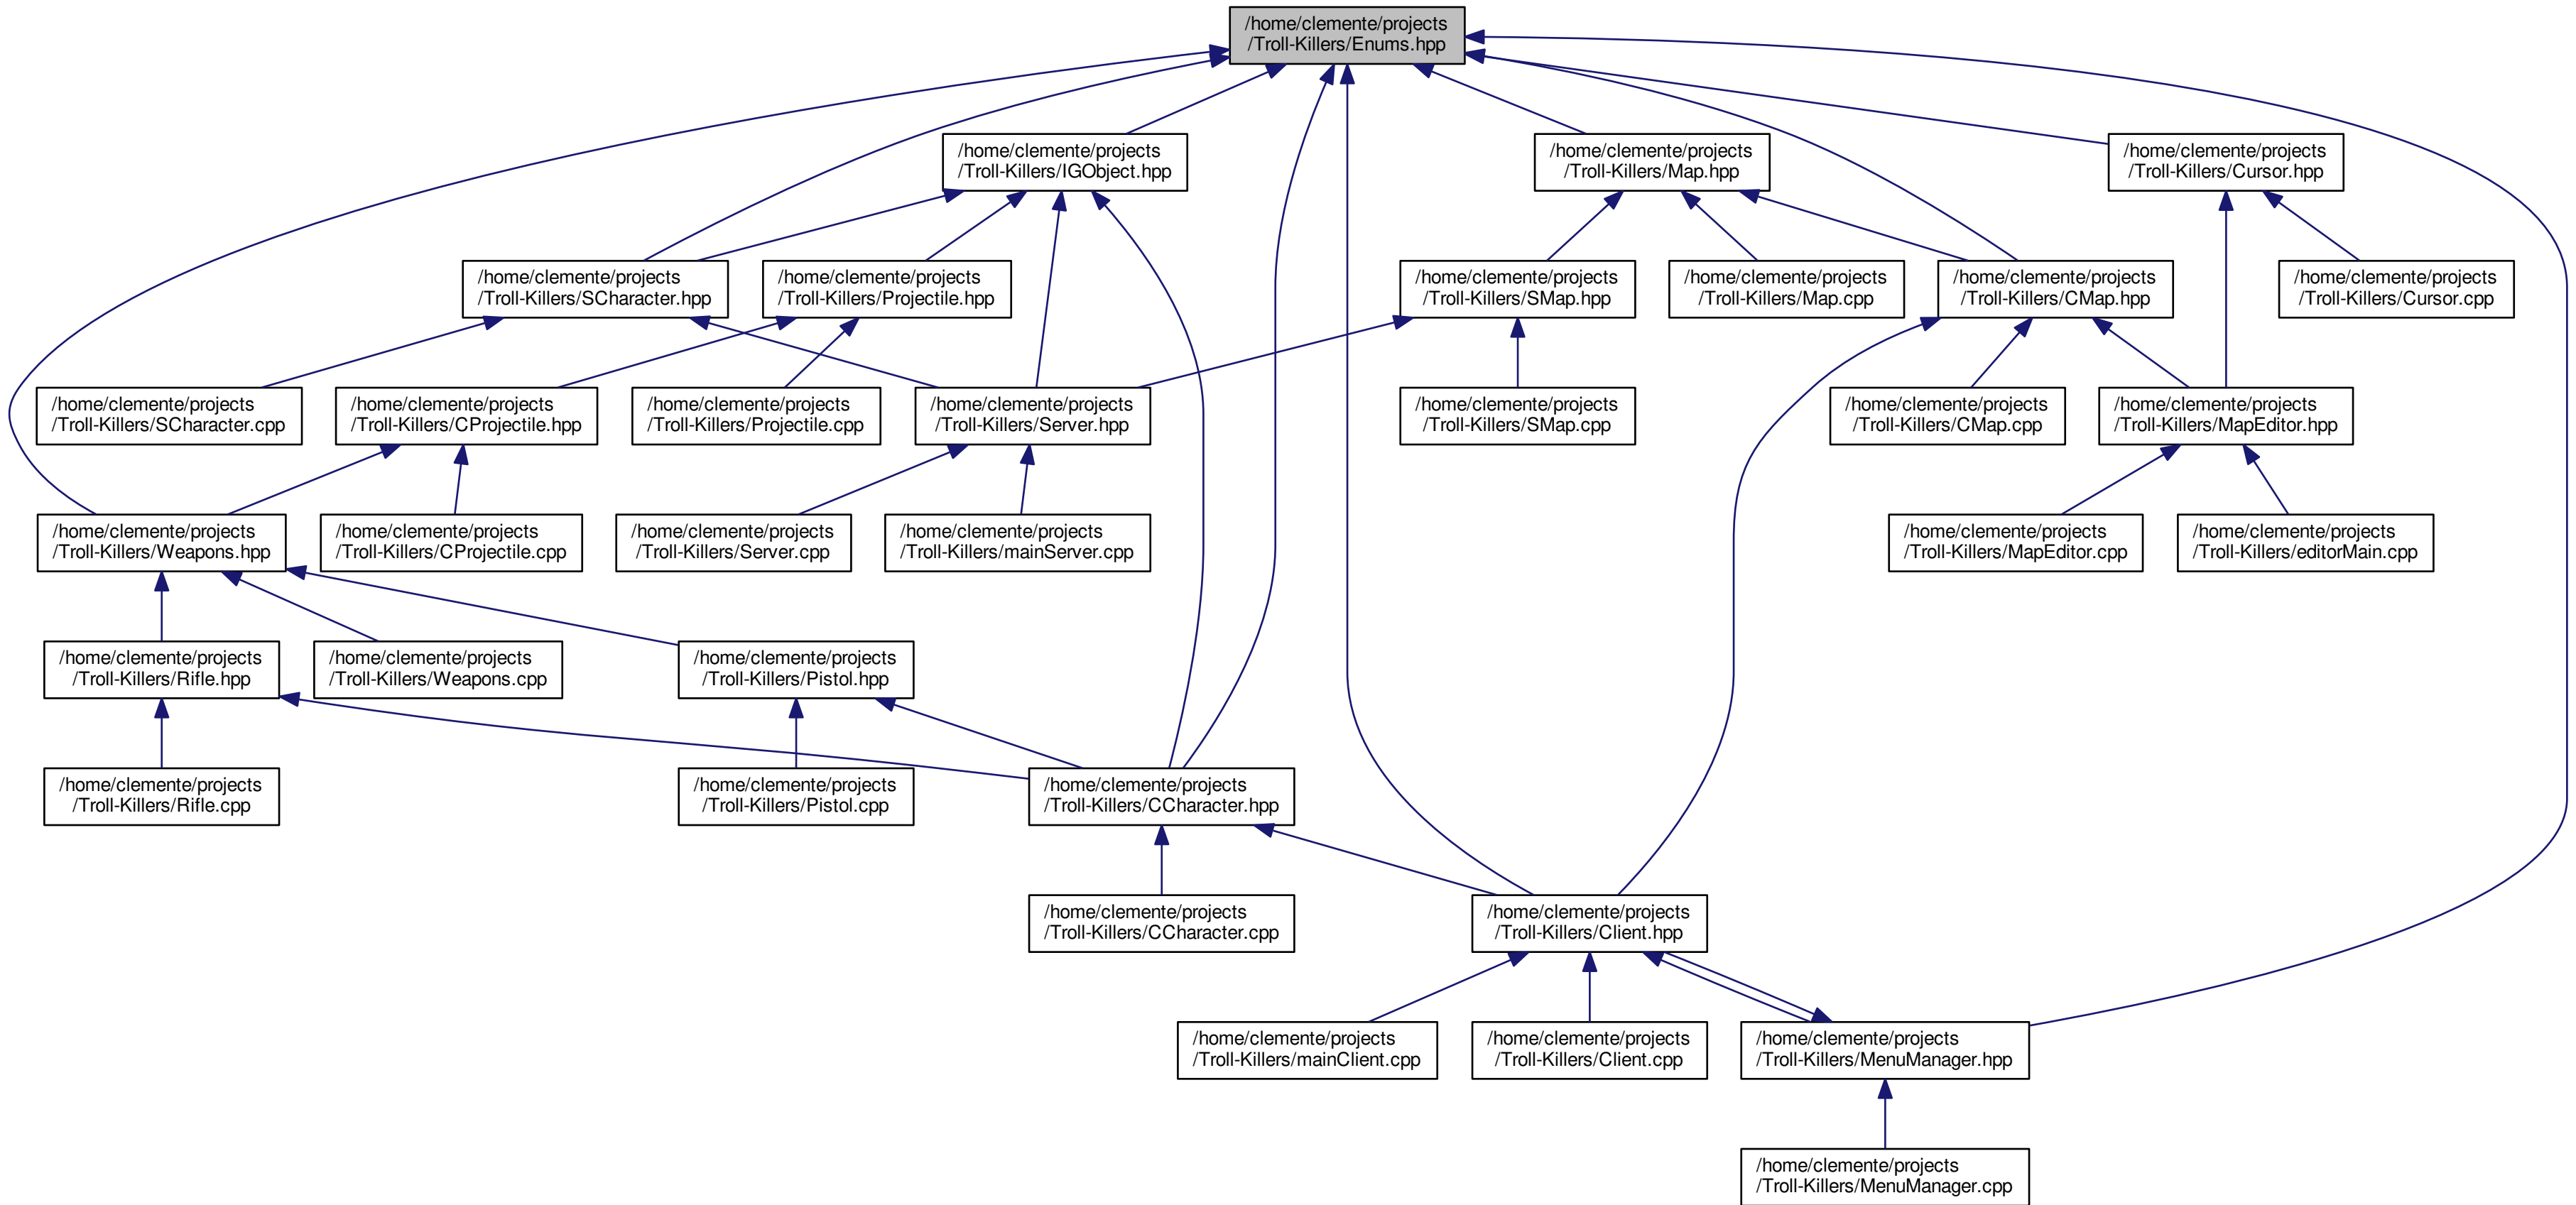 /home/clemente/projects
/Troll-Killers/Enums.hpp
/home/clemente/projects
/Troll-Killers/IGObject.hpp
/home/clemente/projects
/Troll-Killers/Map.hpp
/home/clemente/projects
/Troll-Killers/Cursor.hpp
/home/clemente/projects
/Troll-Killers/SCharacter.hpp
/home/clemente/projects
/Troll-Killers/Projectile.hpp
/home/clemente/projects
/Troll-Killers/SMap.hpp
/home/clemente/projects
/Troll-Killers/Map.cpp
/home/clemente/projects
/Troll-Killers/CMap.hpp
/home/clemente/projects
/Troll-Killers/Cursor.cpp
/home/clemente/projects
/Troll-Killers/SCharacter.cpp
/home/clemente/projects
/Troll-Killers/CProjectile.hpp
/home/clemente/projects
/Troll-Killers/Projectile.cpp
/home/clemente/projects
/Troll-Killers/Server.hpp
/home/clemente/projects
/Troll-Killers/SMap.cpp
/home/clemente/projects
/Troll-Killers/CMap.cpp
/home/clemente/projects
/Troll-Killers/MapEditor.hpp
/home/clemente/projects
/Troll-Killers/Weapons.hpp
/home/clemente/projects
/Troll-Killers/CProjectile.cpp
/home/clemente/projects
/Troll-Killers/Server.cpp
/home/clemente/projects
/Troll-Killers/mainServer.cpp
/home/clemente/projects
/Troll-Killers/MapEditor.cpp
/home/clemente/projects
/Troll-Killers/editorMain.cpp
/home/clemente/projects
/Troll-Killers/Rifle.hpp
/home/clemente/projects
/Troll-Killers/Weapons.cpp
/home/clemente/projects
/Troll-Killers/Pistol.hpp
/home/clemente/projects
/Troll-Killers/Rifle.cpp
/home/clemente/projects
/Troll-Killers/Pistol.cpp
/home/clemente/projects
/Troll-Killers/CCharacter.hpp
/home/clemente/projects
/Troll-Killers/CCharacter.cpp
/home/clemente/projects
/Troll-Killers/Client.hpp
/home/clemente/projects
/Troll-Killers/mainClient.cpp
/home/clemente/projects
/Troll-Killers/Client.cpp
/home/clemente/projects
/Troll-Killers/MenuManager.hpp
/home/clemente/projects
/Troll-Killers/MenuManager.cpp